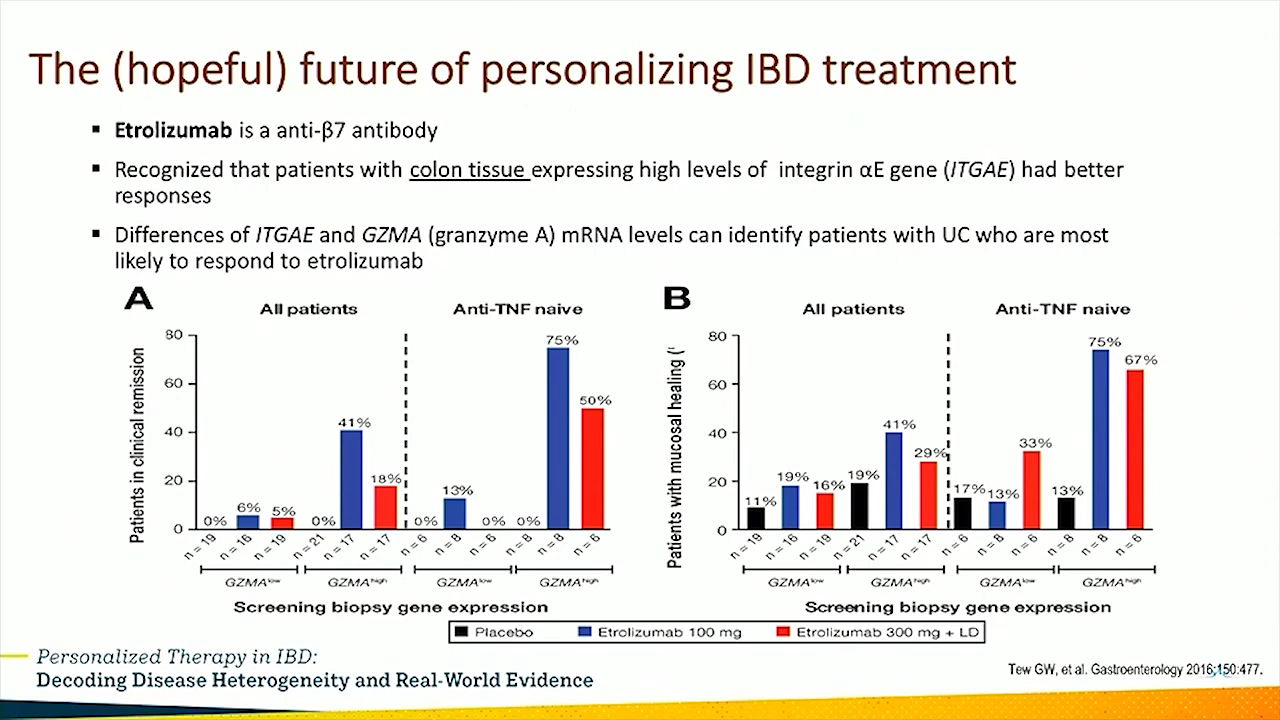 The (hopeful) future of personalizing IBD treatment
▪ Etrolizumab is a anti-β7 antibody
▪ Recognized that patients with colon tissue expressing high levels of integrin αE gene (ITGAE) had better
responses
▪ Differences of ITGAE and GZMA (granzyme A) mRNA levels can identify patients with UC who are most
likely to respond to etrolizumab
A
All patients
Anti-TNF naive
Patients in clinical remission
80
60
40
20
0
0%
6%
5%
0%
41%
18%
0%
13%
0%
0%
75%
50%
n = 19
n = 16
n = 19
n = 21
n = 17
n = 17
n = 6
n = 8
n = 6
n = 8
n = 8
n = 6
GZMAlow
GZMAhigh
GZMAlow
GZMAhigh
Screening biopsy gene expression
B
All patients
Anti-TNF naive
Patients with mucosal healing (
80
60
40
20
0
11%
19%
16%
19%
41%
29%
17%
13%
33%
13%
75%
67%
n = 19
n = 16
n = 19
n = 21
n = 17
n = 17
n = 6
n = 8
n = 6
n = 8
n = 8
n = 6
GZMAlow
GZMAhigh
GZMAlow
GZMAhigh
Screening biopsy gene expression
Placebo
Etrolizumab 100 mg
Etrolizumab 300 mg + LD
Personalized Therapy in IBD:
Decoding Disease Heterogeneity and Real-World Evidence
Tew GW, et al. Gastroenterology 2016;150:477.